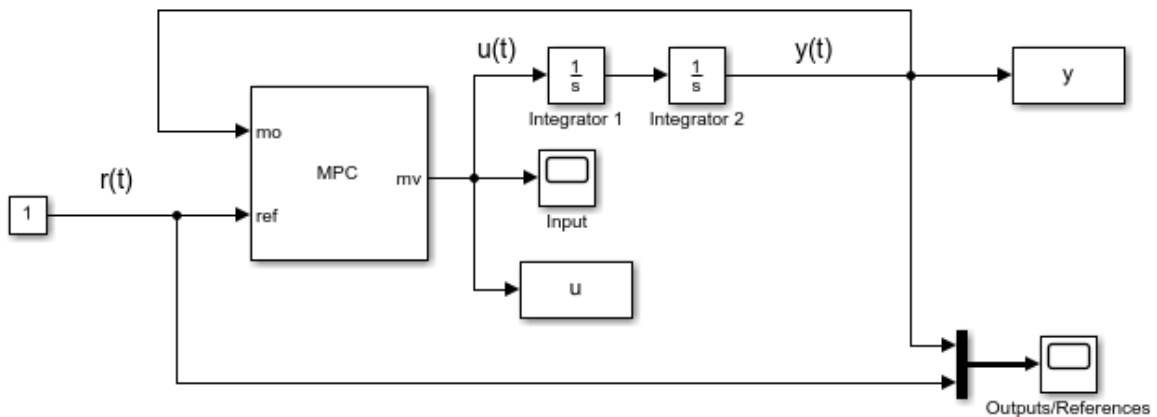 u(t)
y(t)
1
s
1
s
y
Integrator 1
Integrator 2
mo
MPC
mv
r(t)
1
ref
Input
u
Outputs/References